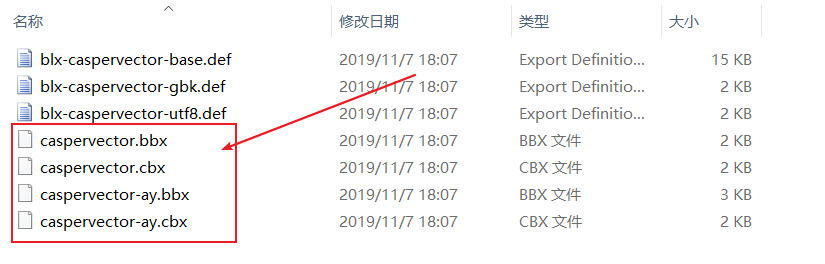 名称 修改日期 类型 大小
blx-caspervector-base.def 2019/11/7 18:07 Export Definitio... 15 KB
blx-caspervector-gbk.def 2019/11/7 18:07 Export Definitio... 2 KB
blx-caspervector-utf8.def 2019/11/7 18:07 Export Definitio... 2 KB
caspervector.bbx 2019/11/7 18:07 BBX 文件 2 KB
caspervector.cbx 2019/11/7 18:07 CBX 文件 2 KB
caspervector-ay.bbx 2019/11/7 18:07 BBX 文件 3 KB
caspervector-ay.cbx 2019/11/7 18:07 CBX 文件 2 KB